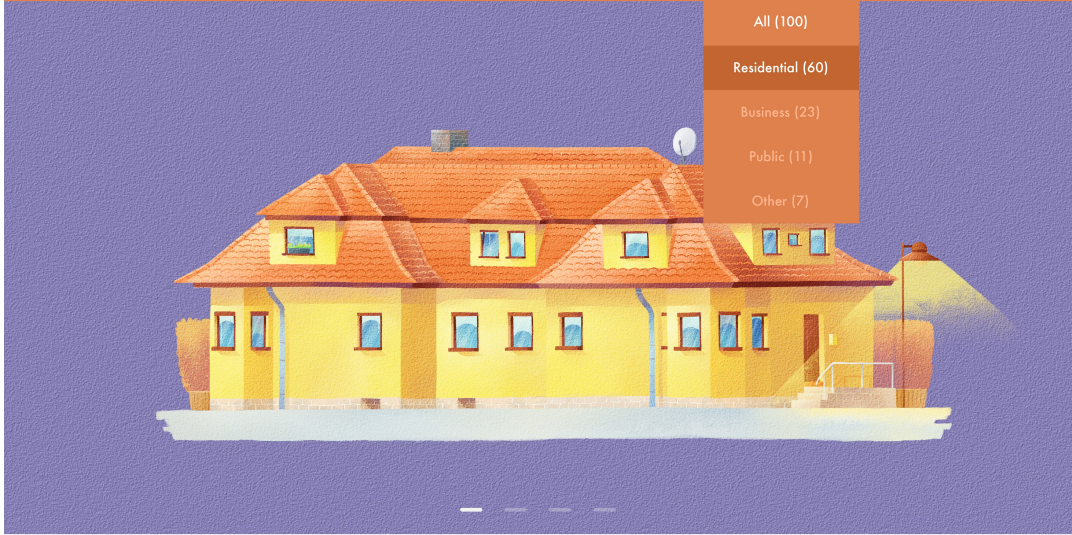 All (100)
Residential (60)
Business (23)
Public (11)
Other (7)